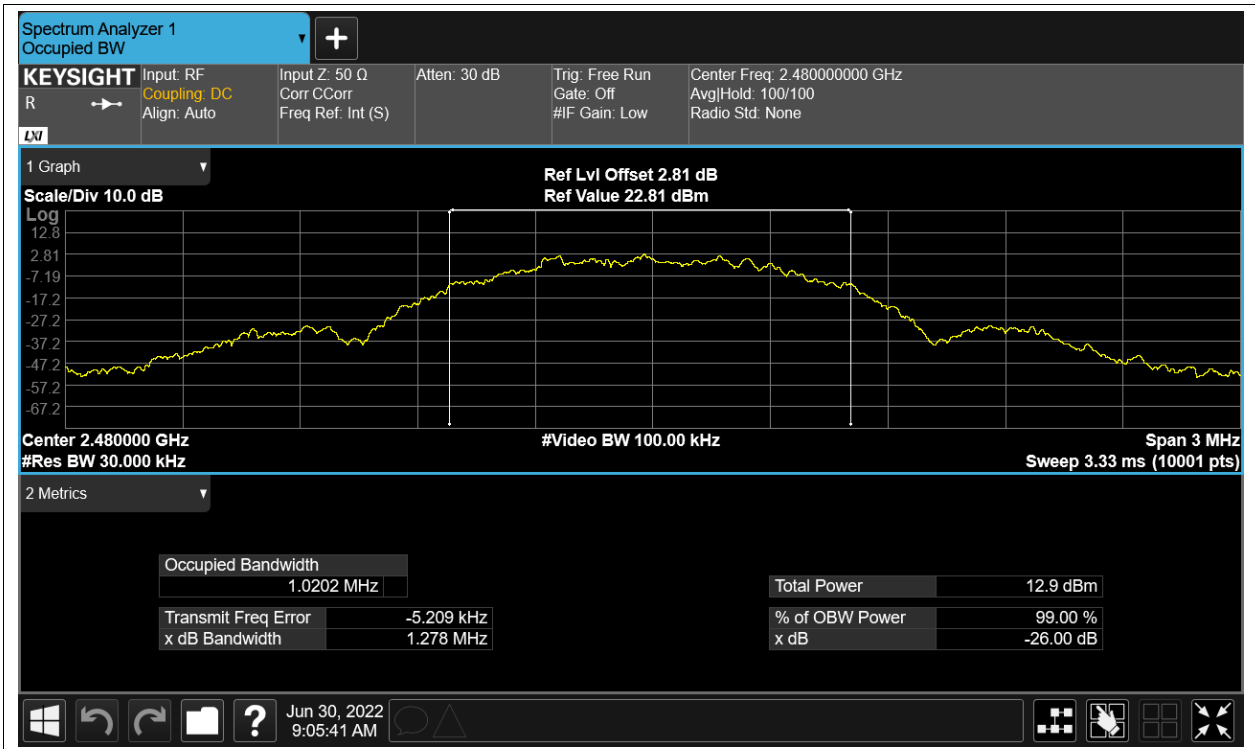 Spectrum Analyzer 1
Occupied BW
KEYSIGHT Input: RF Input Z: 50 Ω Atten: 30 dB Trig: Free Run Center Freq: 2.480000000 GHz
R Coupling: DC Corr CCorr Gate: Off Avg|Hold: 100/100
Align: Auto Freq Ref: Int (S) #IF Gain: Low Radio Std: None
LXI
1 Graph
Ref Lvl Offset 2.81 dB
Scale/Div 10.0 dB Ref Value 22.81 dBm
Log
12.8
2.81
-7.19
-17.2
-27.2
-37.2
-47.2
-57.2
-67.2
Center 2.480000 GHz #Video BW 100.00 kHz Span 3 MHz
#Res BW 30.000 kHz Sweep 3.33 ms (10001 pts)
2 Metrics
Occupied Bandwidth
1.0202 MHz Total Power 12.9 dBm
Transmit Freq Error -5.209 kHz % of OBW Power 99.00 %
x dB Bandwidth 1.278 MHz x dB -26.00 dB
? Jun 30, 2022
9:05:41 AM